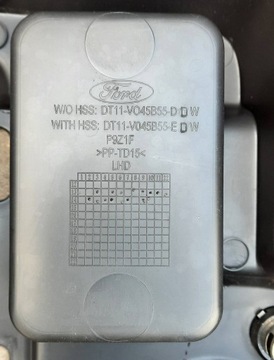 Ford
W/O HSS: DT11-V045B55-D D W
WITH HSS: DT11-V045B55-E D W
P9Z1F
>PP-TD15<
LHD